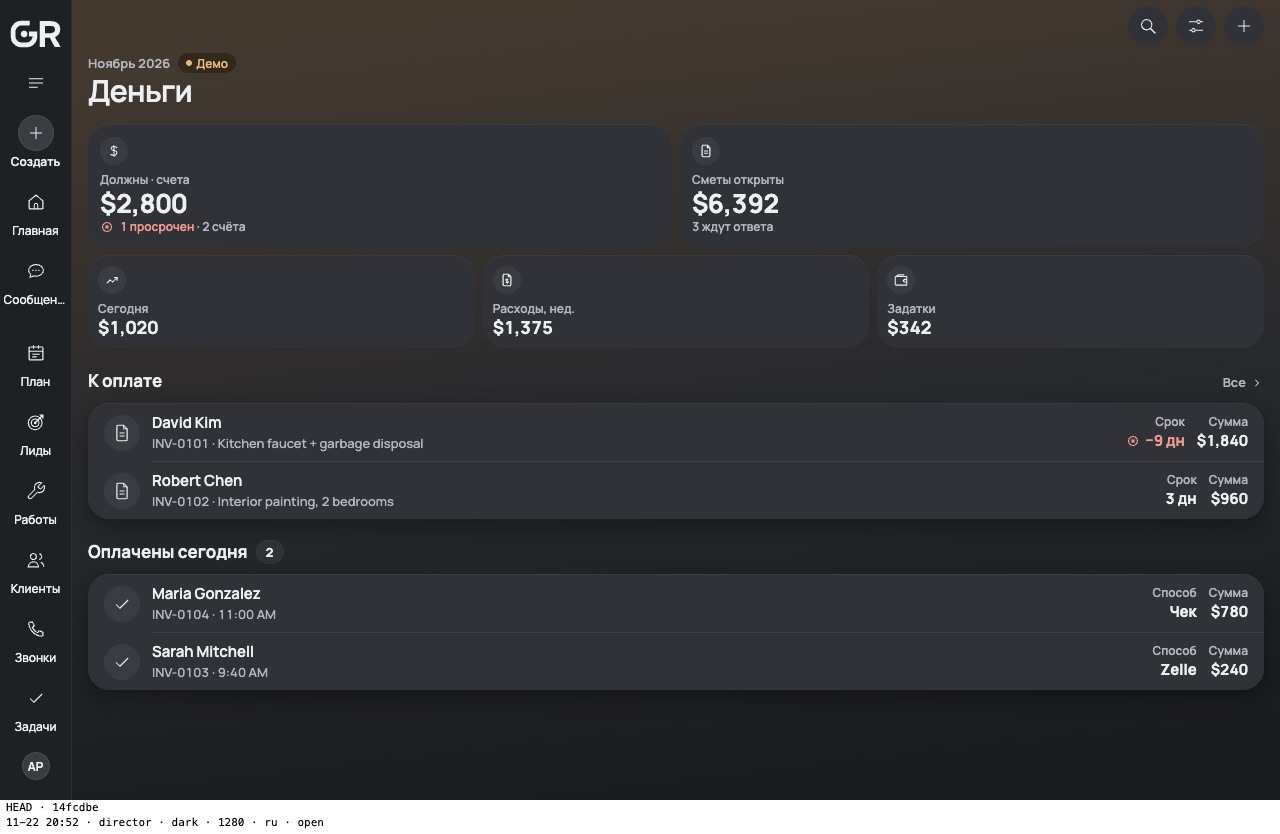 GR
Создать
Главная
Сообщен…
План
Лиды
Работы
Клиенты
Звонки
Задачи
AP
Ноябрь 2026
Демо
Деньги
Должны · счета
$2,800
1 просрочен · 2 счёта
Сметы открыты
$6,392
3 ждут ответа
Сегодня
$1,020
Расходы, нед.
$1,375
Задатки
$342
К оплате
Все
David Kim
INV-0101 · Kitchen faucet + garbage disposal
Срок Сумма
−9 дн $1,840
Robert Chen
INV-0102 · Interior painting, 2 bedrooms
Срок Сумма
3 дн $960
Оплачены сегодня 2
Maria Gonzalez
INV-0104 · 11:00 AM
Способ Сумма
Чек $780
Sarah Mitchell
INV-0103 · 9:40 AM
Способ Сумма
Zelle $240
HEAD · 14fcdbe
11–22 20:52 · director · dark · 1280 · ru · open